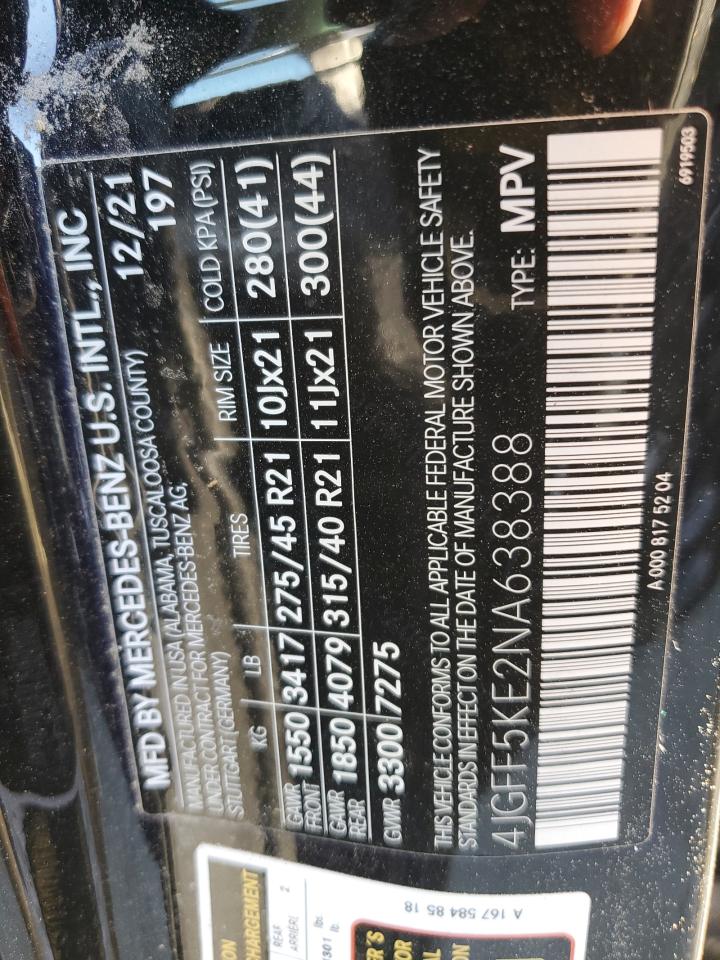 MFD BY MERCEDES-BENZ U.S. INTL., INC
MANUFACTURED IN USA (ALABAMA, TUSCALOOSA COUNTY) 12/21
UNDER CONTRACT FOR MERCEDES-BENZ AG, 197
STUTTGART (GERMANY)
KG LB TIRES RIM SIZE COLD KPA (PSI)
GAWR FRONT 1550 3417 275/45 R21 10Jx21 280(41)
GAWR REAR 1850 4079 315/40 R21 11Jx21 300(44)
GVWR 3300 7275
THIS VEHICLE CONFORMS TO ALL APPLICABLE FEDERAL MOTOR VEHICLE SAFETY
STANDARDS IN EFFECT ON THE DATE OF MANUFACTURE SHOWN ABOVE.
4JGFF5KE2NA638388 TYPE: MPV
A 000 817 52 04 6919503
A 167 584 85 18
REAR 2